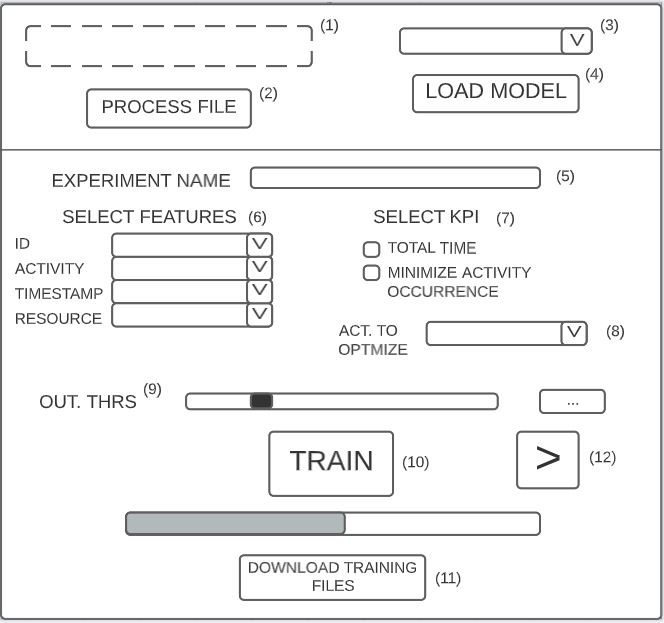 (1)
(3)
PROCESS FILE (2)
LOAD MODEL (4)
EXPERIMENT NAME (5)
SELECT FEATURES (6)
SELECT KPI (7)
ID
ACTIVITY
TIMESTAMP
RESOURCE
TOTAL TIME
MINIMIZE ACTIVITY
OCCURRENCE
ACT. TO
OPTMIZE
(8)
OUT. THRS (9)
...
TRAIN (10)
> (12)
DOWNLOAD TRAINING
FILES
(11)